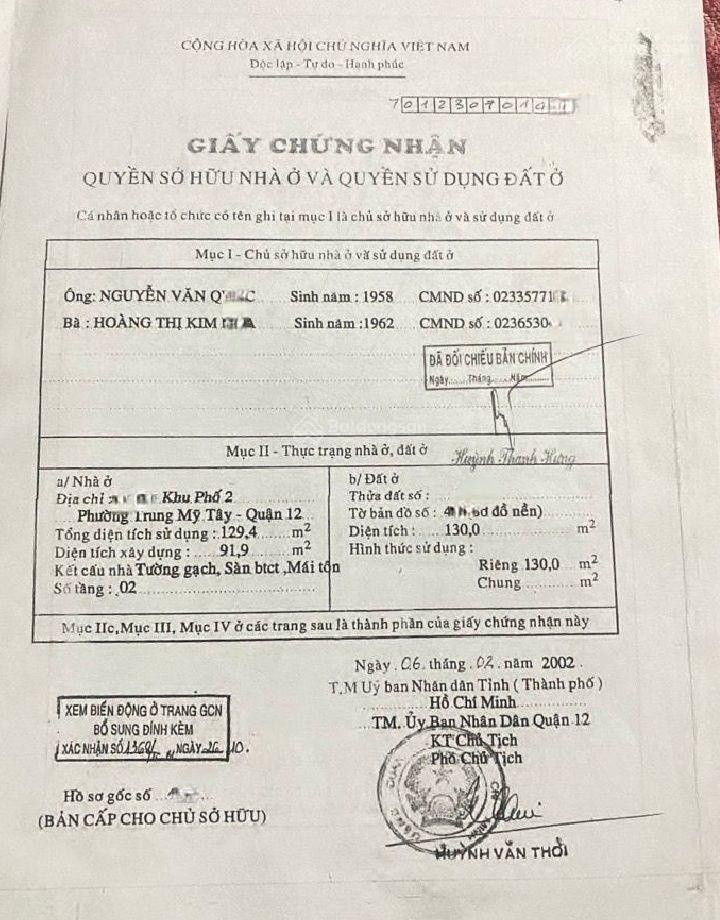 CỘNG HÒA XÃ HỘI CHỦ NGHĨA VIỆT NAM
Độc lập - Tự do - Hạnh phúc
GIẤY CHỨNG NHẬN
QUYỀN SỞ HỮU NHÀ Ở VÀ QUYỀN SỬ DỤNG ĐẤT Ở
Cá nhân hoặc tổ chức có tên ghi tại mục I là chủ sở hữu nhà ở và sử dụng đất ở
Mục I - Chủ sở hữu nhà ở và sử dụng đất ở
Ông: NGUYỄN VĂN Sinh năm : 1958 CMND số : 02335771
Bà : HOÀNG THỊ KIM Sinh năm :1962 CMND số : 0236530
ĐÃ ĐỐI CHIẾU BẢN CHÍNH
Ngày......Tháng......Năm.........
Huỳnh Thanh Hưng
Batdongsan
Mục II - Thực trạng nhà ở, đất ở
a/ Nhà ở
Địa chỉ Khu Phố 2
Phường Trung Mỹ Tây - Quận 12
Tổng diện tích sử dụng : 129,4 m²
Diện tích xây dựng : 91,9 m²
Kết cấu nhà Tường gạch, Sàn btct ,Mái tôn
Số tầng : 02
b/ Đất ở
Thửa đất số :
Tờ bản đồ số : sơ đồ nền)
Diện tích : 130,0 m²
Hình thức sử dụng :
Riêng 130,0 m²
Chung m²
Mục IIc,Mục III, Mục IV ở các trang sau là thành phần của giấy chứng nhận này
Ngày 06 tháng 02 năm 2002
T.M Uỷ ban Nhân dân Tỉnh ( Thành phố )
Hồ Chí Minh
TM. Ủy Ban Nhân Dân Quận 12
KT Chủ Tịch
Phó Chủ Tịch
HUỲNH VĂN THỚI
XEM BIẾN ĐỘNG Ở TRANG GCN
BỔ SUNG ĐÍNH KÈM
XÁC NHẬN SỐ NGÀY
Hồ sơ gốc số
(BẢN CẤP CHO CHỦ SỞ HỮU)